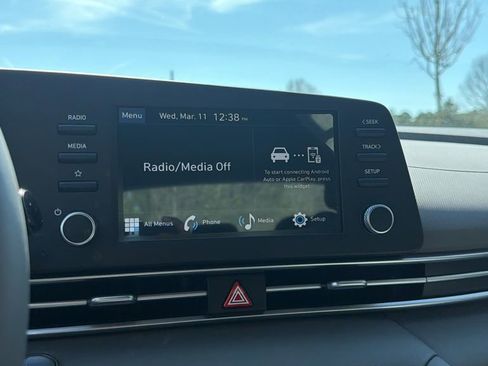 Menu Wed, Mar. 11 12:38 PM
RADIO
MEDIA
☆
Radio/Media Off
To start connecting Android
Auto or Apple CarPlay, press
this widget.
All Menus Phone Media Setup
< SEEK
TRACK >
SETUP